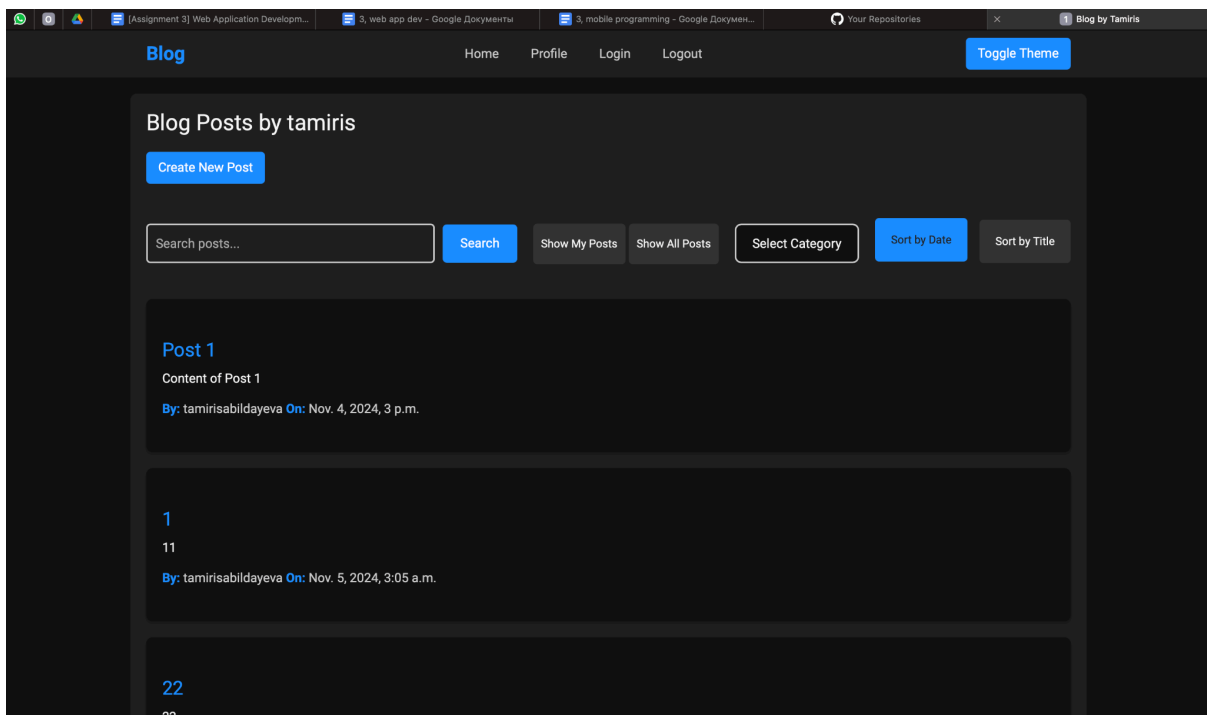 [Assignment 3] Web Application Developm... 3, web app dev - Google Документы 3, mobile programming - Google Докумен... Your Repositories 1 Blog by Tamiris
Blog Home Profile Login Logout Toggle Theme
Blog Posts by tamiris
Create New Post
Search posts... Search Show My Posts Show All Posts Select Category Sort by Date Sort by Title
Post 1
Content of Post 1
By: tamirisabildayeva On: Nov. 4, 2024, 3 p.m.
1
11
By: tamirisabildayeva On: Nov. 5, 2024, 3:05 a.m.
22